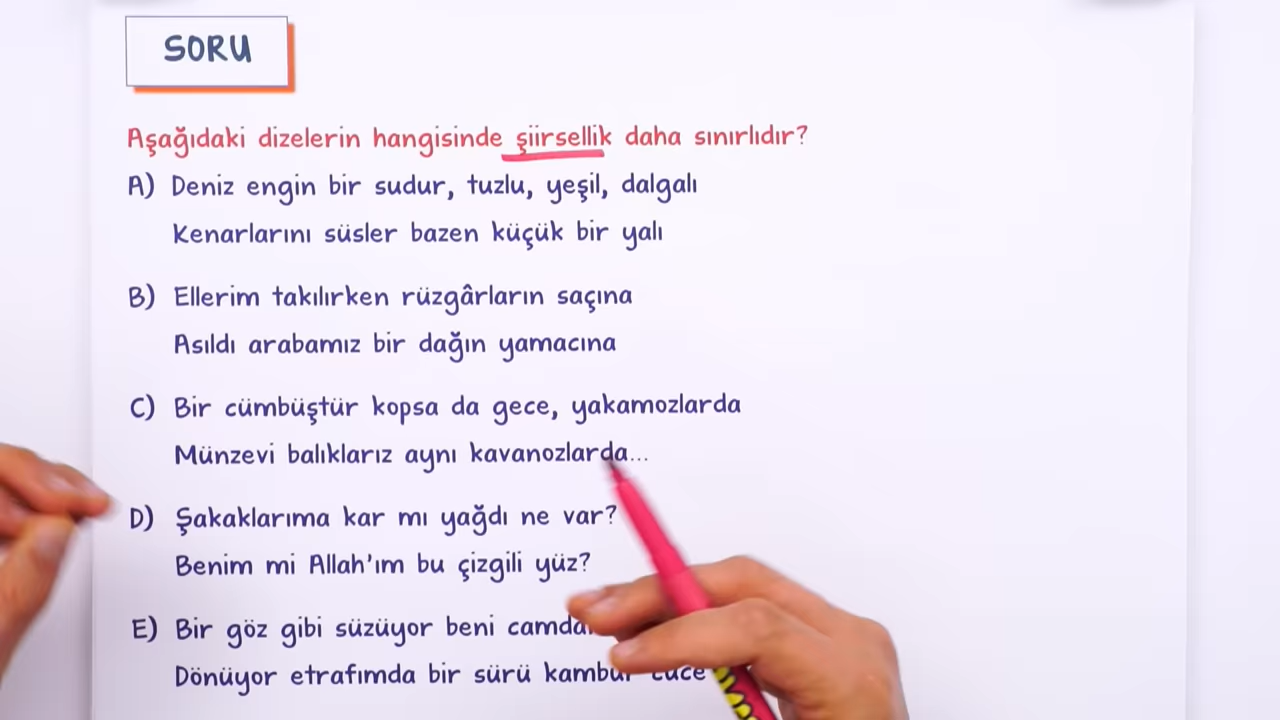 SORU
Aşağıdaki dizelerin hangisinde şiirsellik daha sınırlıdır?
A) Deniz engin bir sudur, tuzlu, yeşil, dalgalı
Kenarlarını süsler bazen küçük bir yalı
B) Ellerim takılırken rüzgârların saçına
Asıldı arabamız bir dağın yamacına
C) Bir cümbüştür kopsa da gece, yakamozlarda
Münzevi balıklarız aynı kavanozlarda...
D) Şakaklarıma kar mı yağdı ne var?
Benim mi Allah'ım bu çizgili yüz?
E) Bir göz gibi süzüyor beni
Dönüyor etrafımda bir sürü kambur